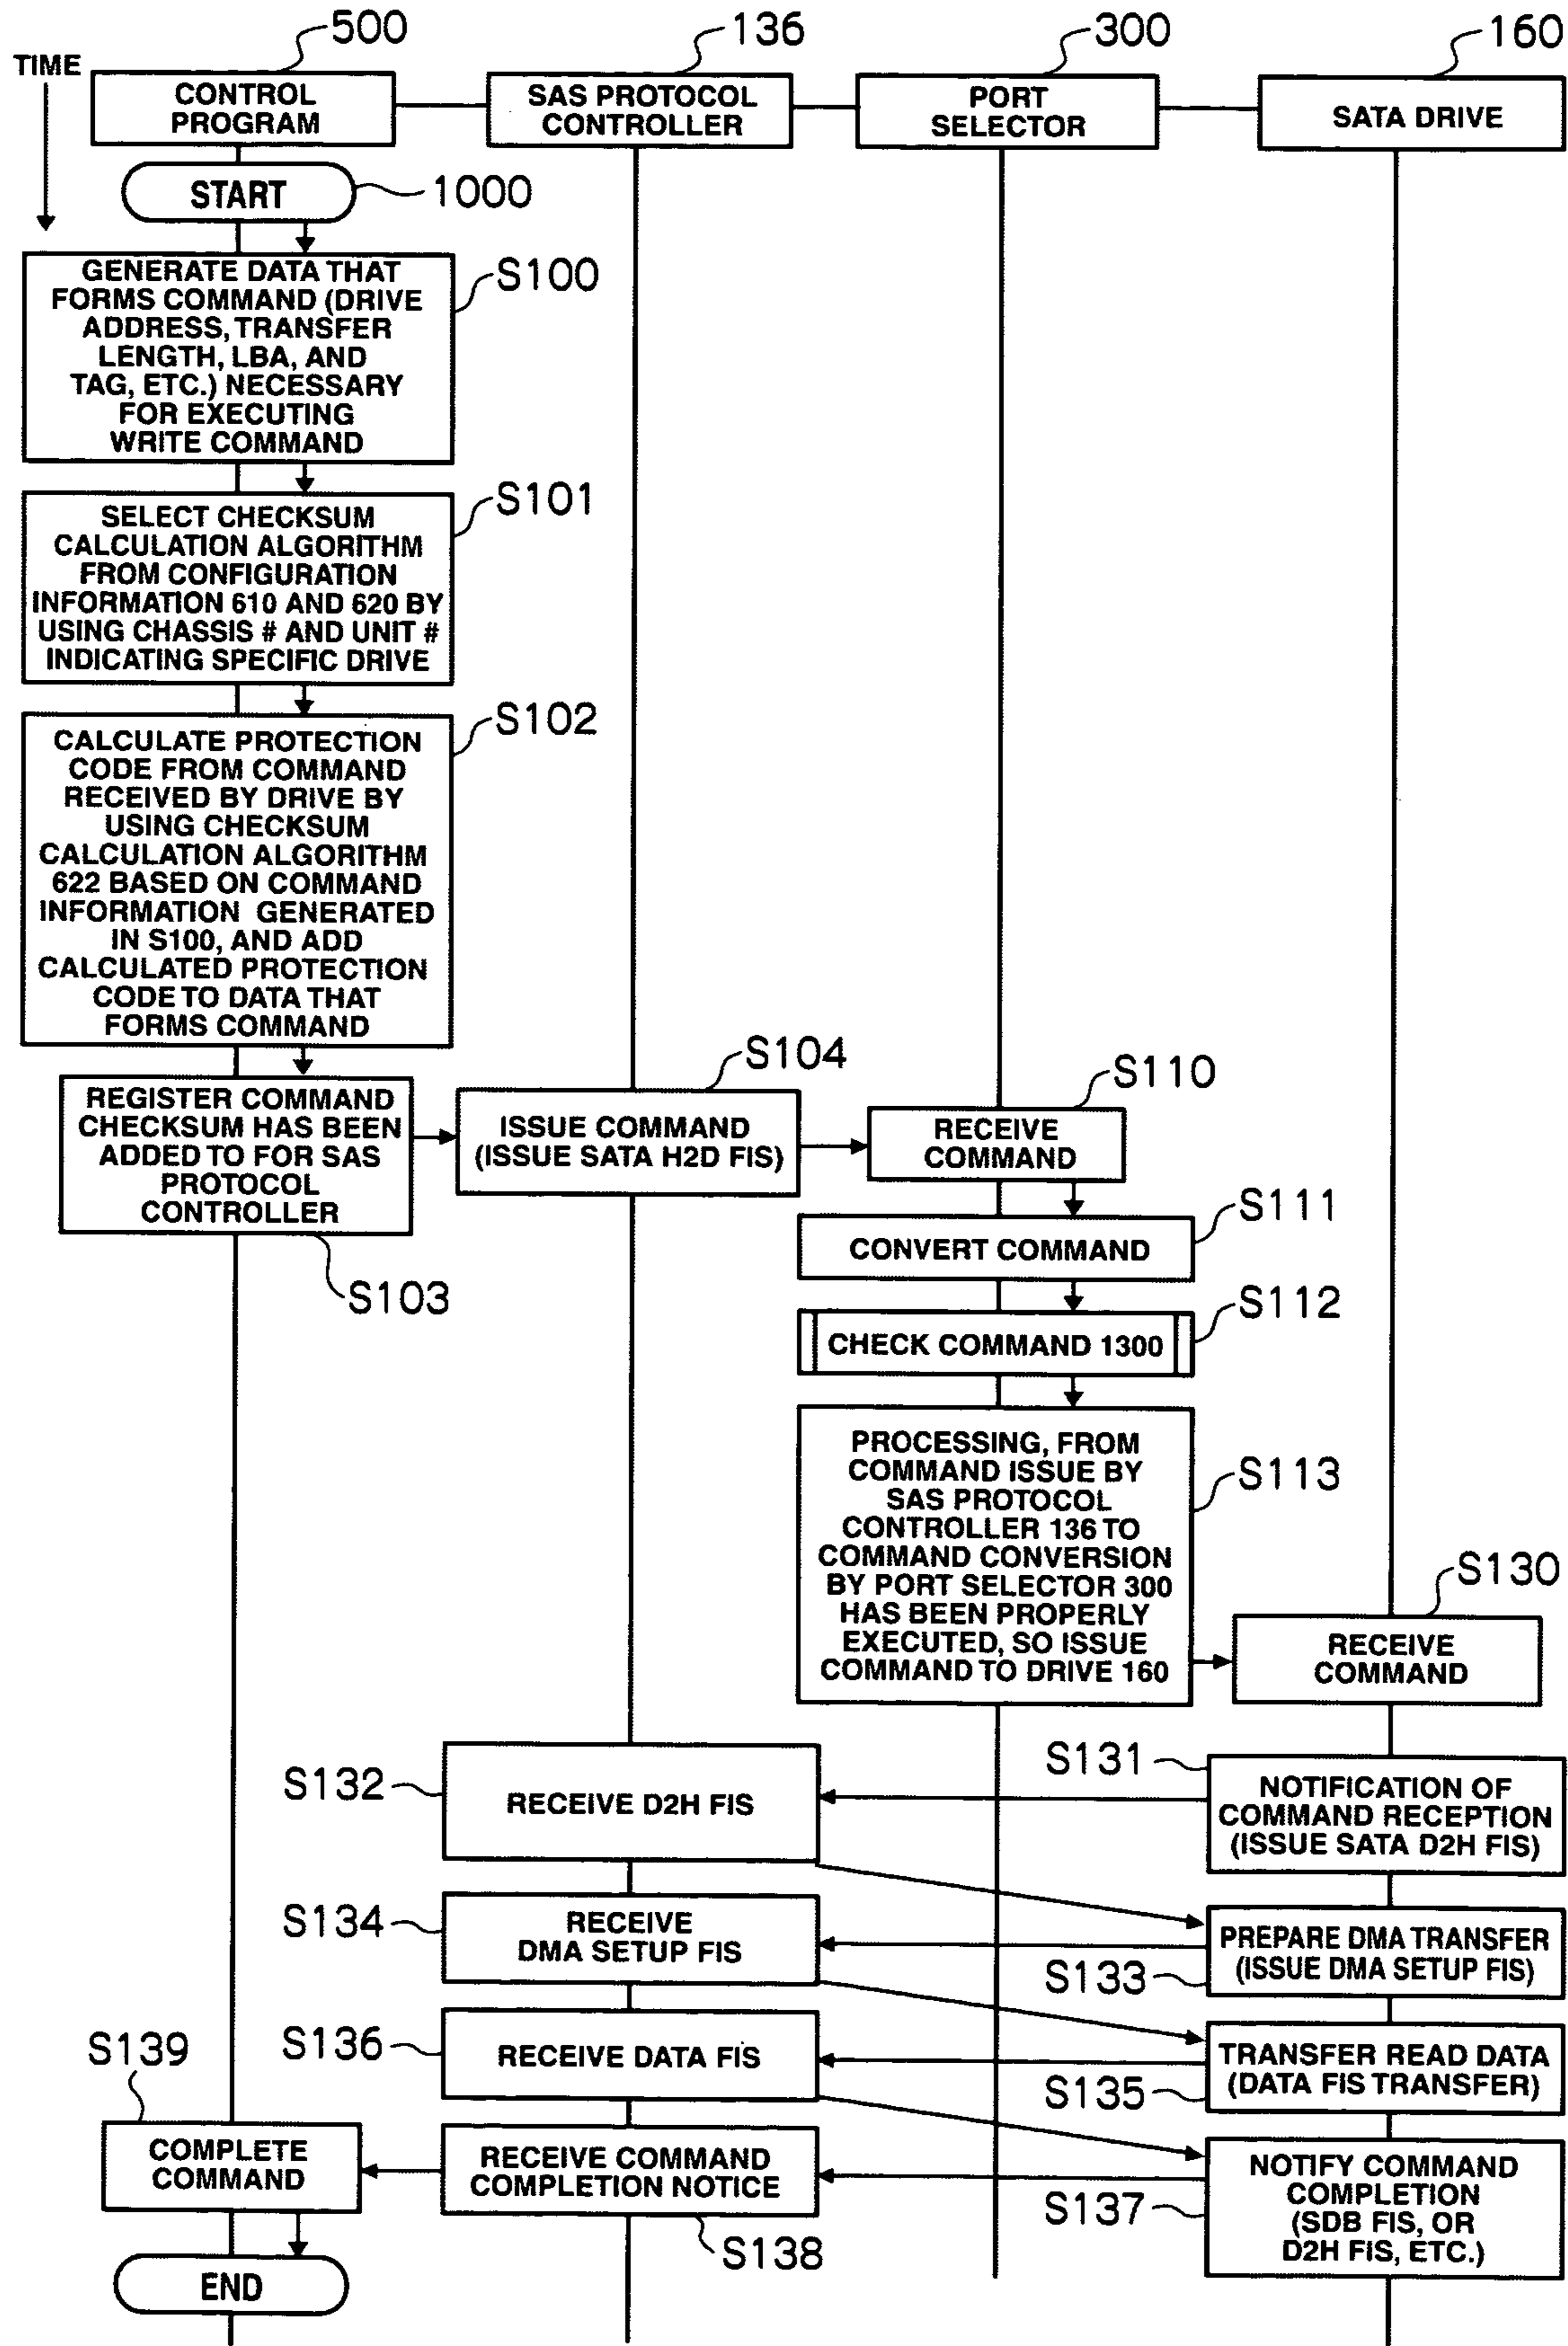 500
136
300
160
TIME
CONTROL
PROGRAM
SAS PROTOCOL
CONTROLLER
PORT
SELECTOR
SATA DRIVE
START
1000
GENERATE DATA THAT
FORMS COMMAND (DRIVE
ADDRESS, TRANSFER
LENGTH, LBA, AND
TAG, ETC.) NECESSARY
FOR EXECUTING
WRITE COMMAND
S100
SELECT CHECKSUM
CALCULATION ALGORITHM
FROM CONFIGURATION
INFORMATION 610 AND 620 BY
USING CHASSIS # AND UNIT #
INDICATING SPECIFIC DRIVE
S101
CALCULATE PROTECTION
CODE FROM COMMAND
RECEIVED BY DRIVE BY
USING CHECKSUM
CALCULATION ALGORITHM
622 BASED ON COMMAND
INFORMATION GENERATED
IN S100, AND ADD
CALCULATED PROTECTION
CODE TO DATA THAT
FORMS COMMAND
S102
REGISTER COMMAND
CHECKSUM HAS BEEN
ADDED TO FOR SAS
PROTOCOL
CONTROLLER
S103
S104
ISSUE COMMAND
(ISSUE SATA H2D FIS)
S110
RECEIVE
COMMAND
S111
CONVERT COMMAND
S112
CHECK COMMAND 1300
S113
PROCESSING, FROM
COMMAND ISSUE BY
SAS PROTOCOL
CONTROLLER 136 TO
COMMAND CONVERSION
BY PORT SELECTOR 300
HAS BEEN PROPERLY
EXECUTED, SO ISSUE
COMMAND TO DRIVE 160
S130
RECEIVE
COMMAND
S131
NOTIFICATION OF
COMMAND RECEPTION
(ISSUE SATA D2H FIS)
S132
RECEIVE D2H FIS
PREPARE DMA TRANSFER
(ISSUE DMA SETUP FIS)
S133
S134
RECEIVE
DMA SETUP FIS
TRANSFER READ DATA
(DATA FIS TRANSFER)
S135
S136
RECEIVE DATA FIS
NOTIFY COMMAND
COMPLETION
(SDB FIS, OR
D2H FIS, ETC.)
S137
RECEIVE COMMAND
COMPLETION NOTICE
S138
S139
COMPLETE
COMMAND
END